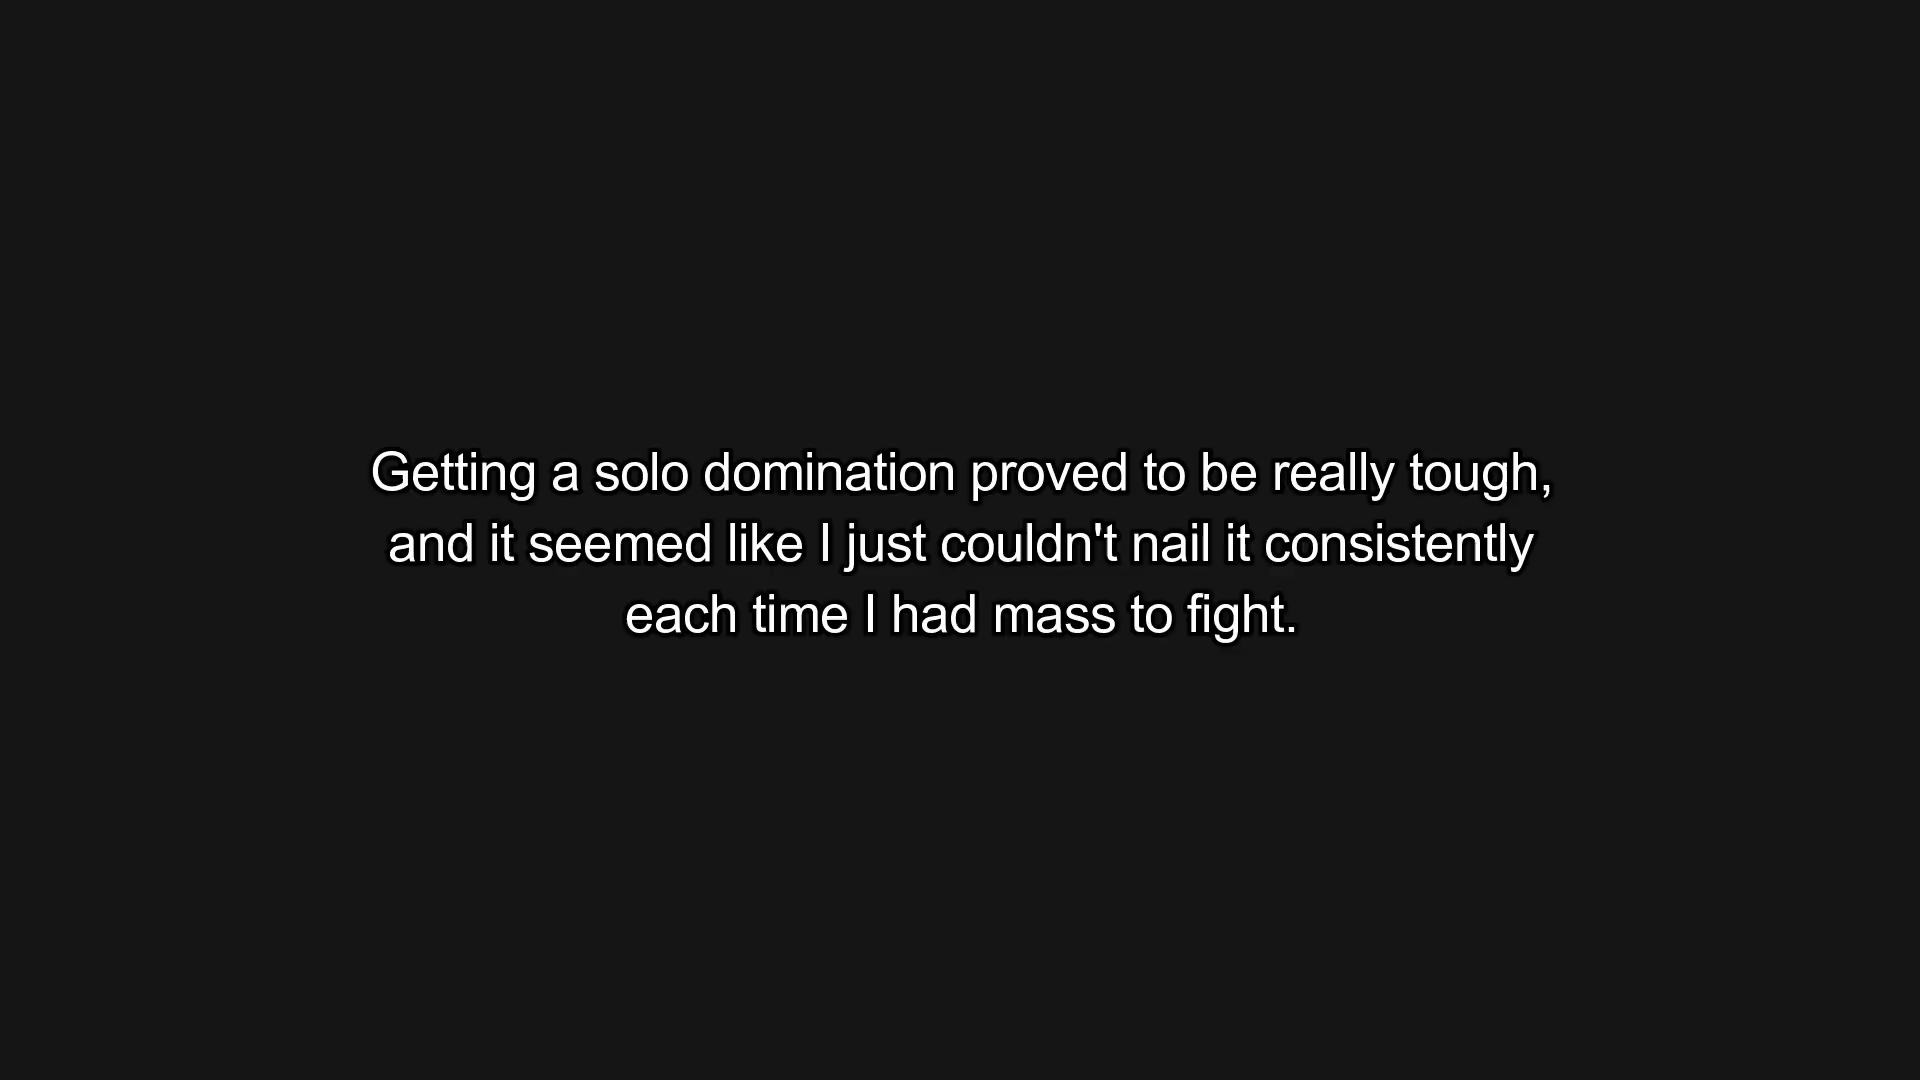 Getting a solo domination proved to be really tough,
and it seemed like I just couldn't nail it consistently
each time I had mass to fight.